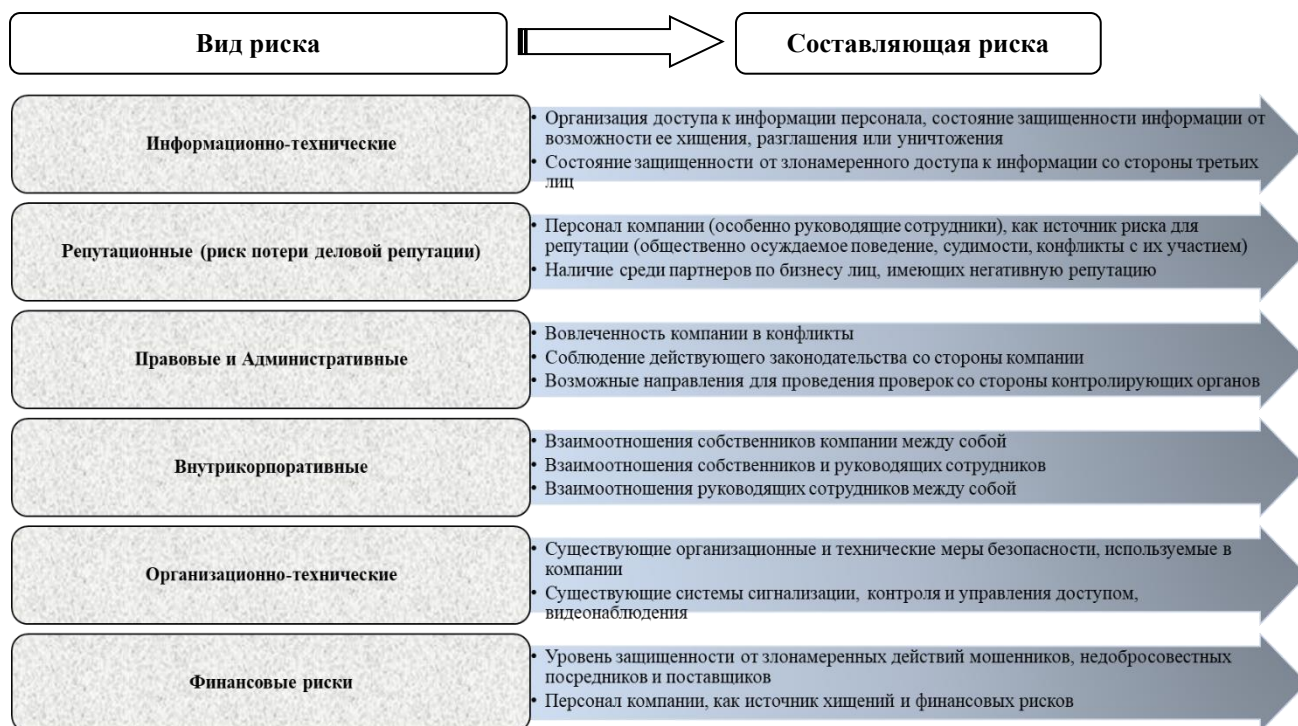 Вид риска
Составляющая риска
Информационно-технические
• Организация доступа к информации персонала, состояние защищенности информации от
возможности ее хищения, разглашения или уничтожения
• Состояние защищенности от злонамеренного доступа к информации со стороны третьих
лиц
Репутационные (риск потери деловой репутации)
• Персонал компании (особенно руководящие сотрудники), как источник риска для
репутации (общественно осуждаемое поведение, судимости, конфликты с их участием)
• Наличие среди партнеров по бизнесу лиц, имеющих негативную репутацию
Правовые и Административные
• Вовлеченность компании в конфликты
• Соблюдение действующего законодательства со стороны компании
• Возможные направления для проведения проверок со стороны контролирующих органов
Внутрикорпоративные
• Взаимоотношения собственников компании между собой
• Взаимоотношения собственников и руководящих сотрудников
• Взаимоотношения руководящих сотрудников между собой
Организационно-технические
• Существующие организационные и технические меры безопасности, используемые в
компании
• Существующие системы сигнализации, контроля и управления доступом,
видеонаблюдения
Финансовые риски
• Уровень защищенности от злонамеренных действий мошенников, недобросовестных
посредников и поставщиков
• Персонал компании, как источник хищений и финансовых рисков